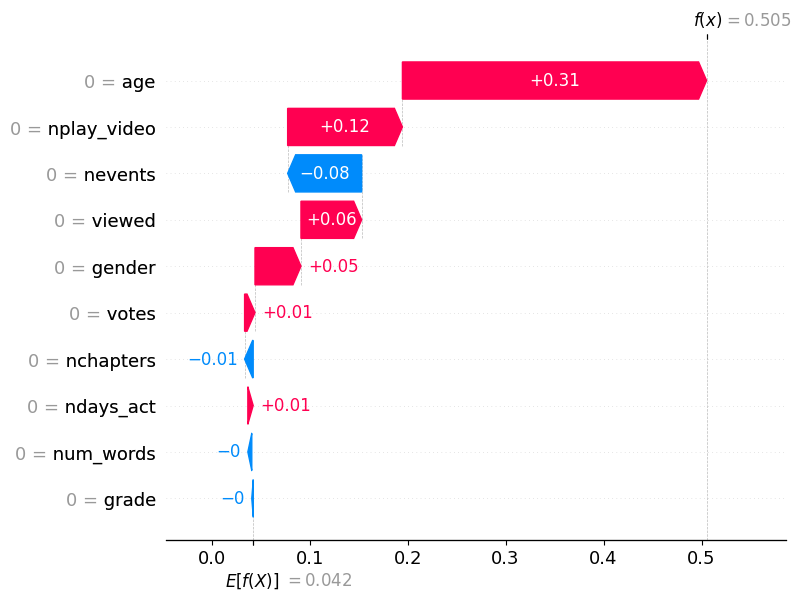 f(x) = 0.505
0 = age +0.31
0 = nplay_video +0.12
0 = nevents −0.08
0 = viewed +0.06
0 = gender +0.05
0 = votes +0.01
0 = nchapters −0.01
0 = ndays_act +0.01
0 = num_words −0
0 = grade −0
0.0 0.1 0.2 0.3 0.4 0.5
E[f(X)] = 0.042